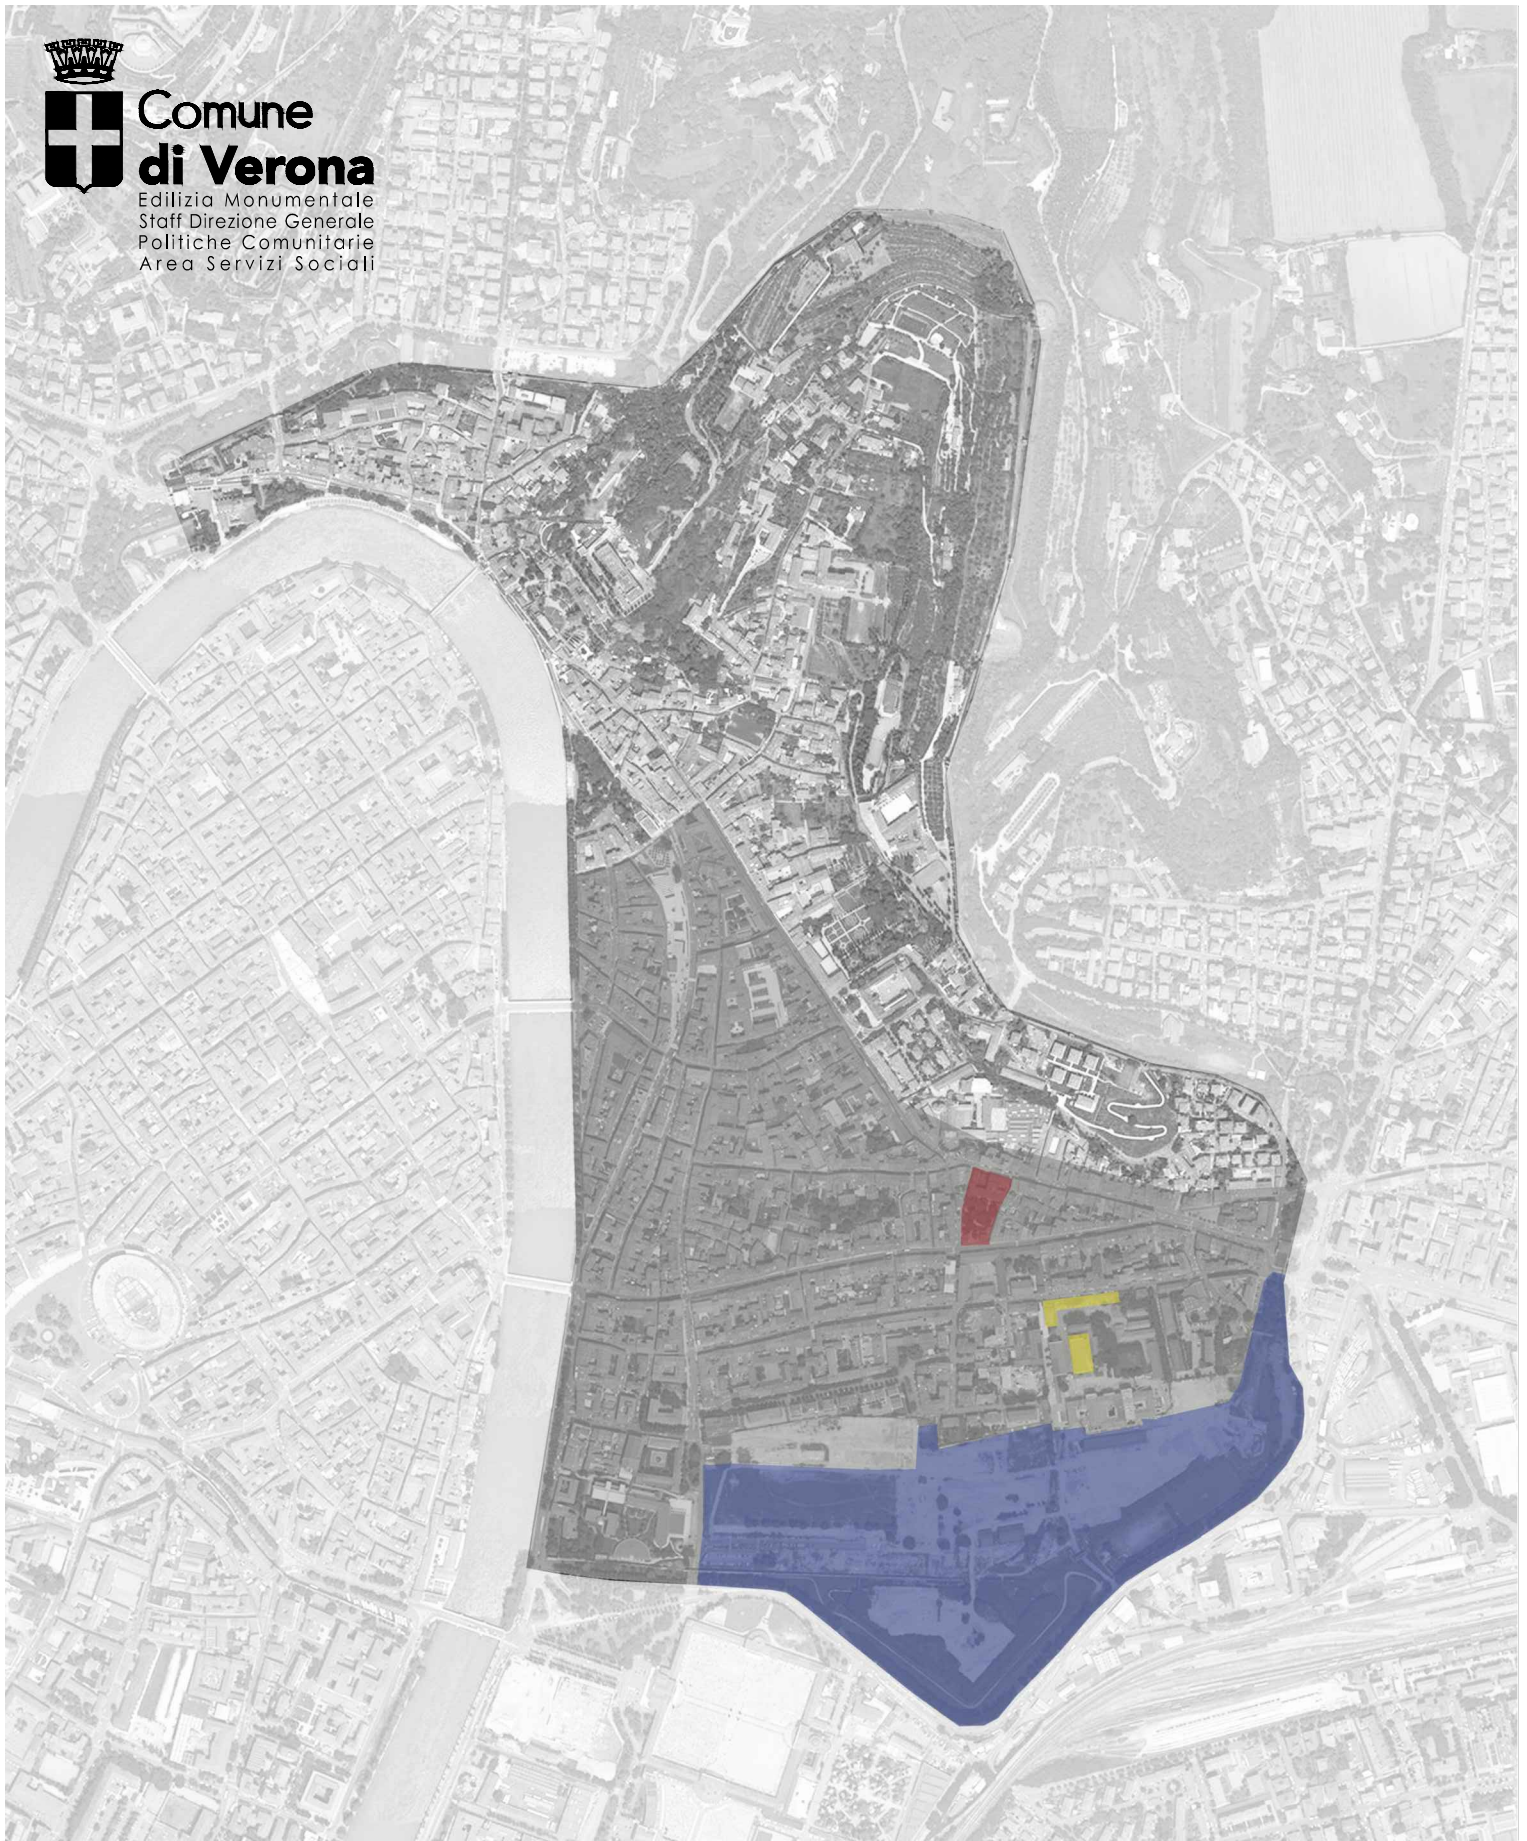 Comune
di Verona
Edilizia Monumentale
Staff Direzione Generale
Politiche Comunitarie
Area Servizi Sociali